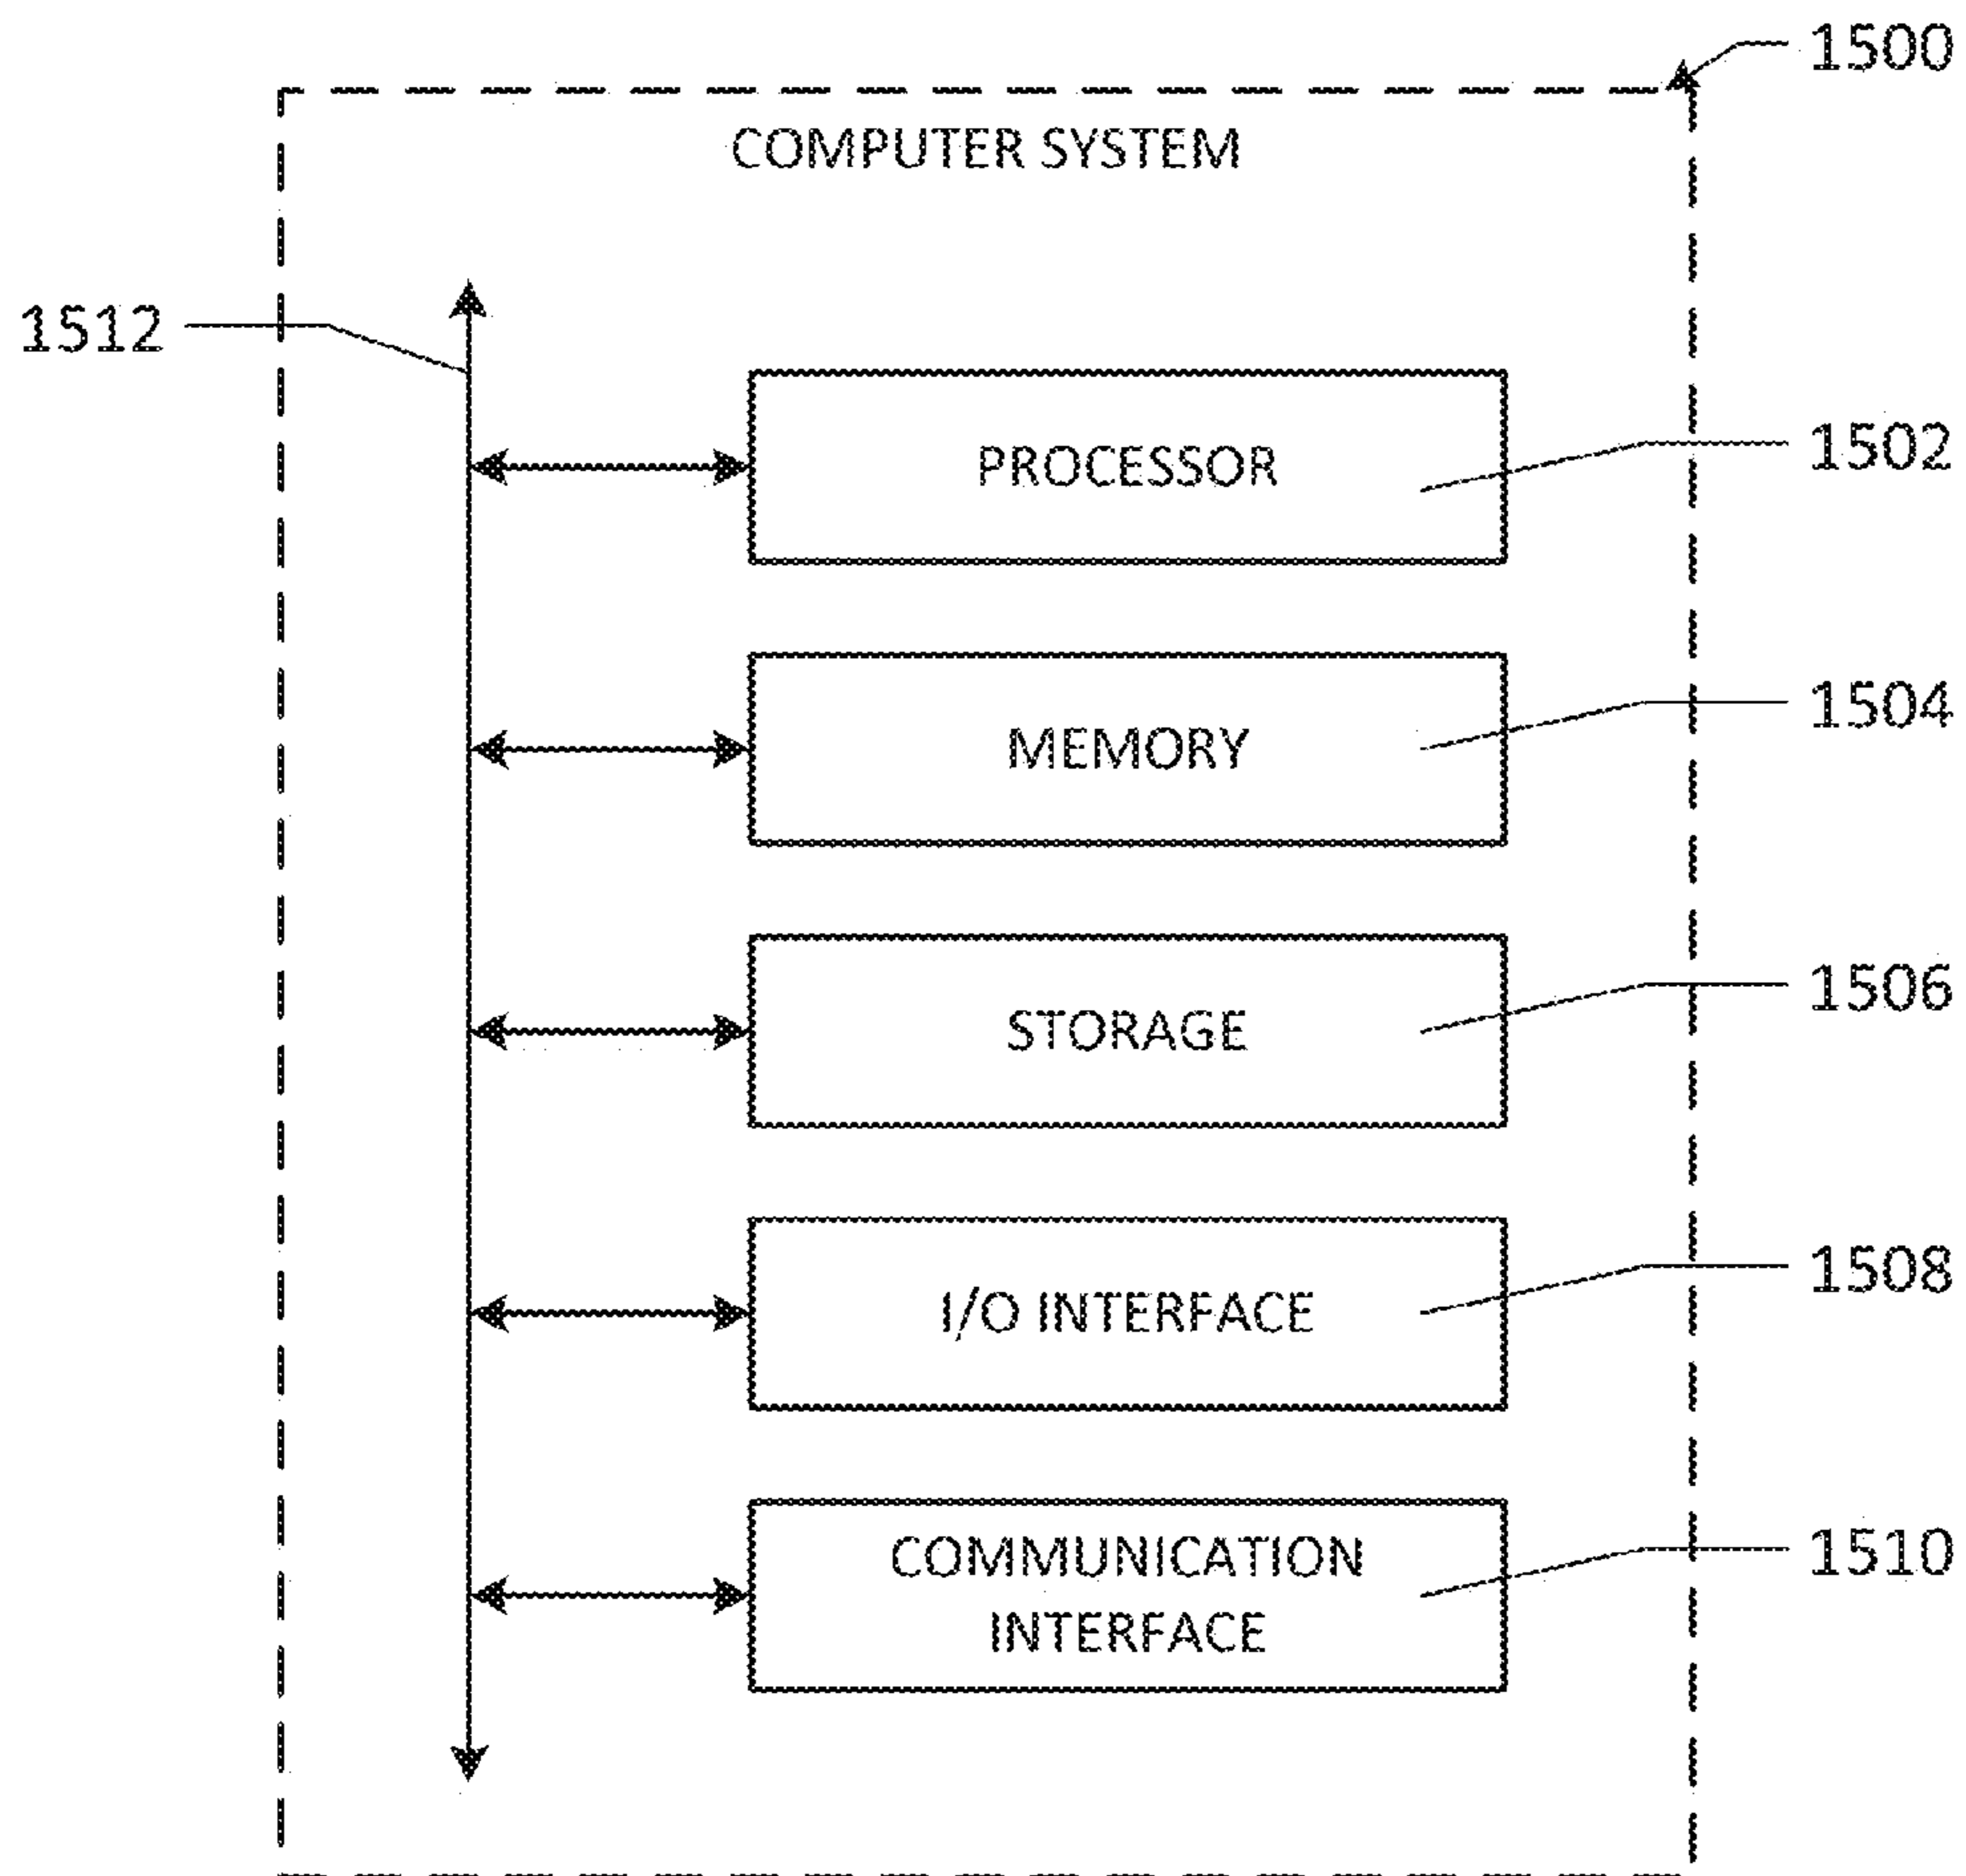 1500
COMPUTER SYSTEM
1512
PROCESSOR
1502
MEMORY
1504
STORAGE
1506
I/O INTERFACE
1508
COMMUNICATION
INTERFACE
1510